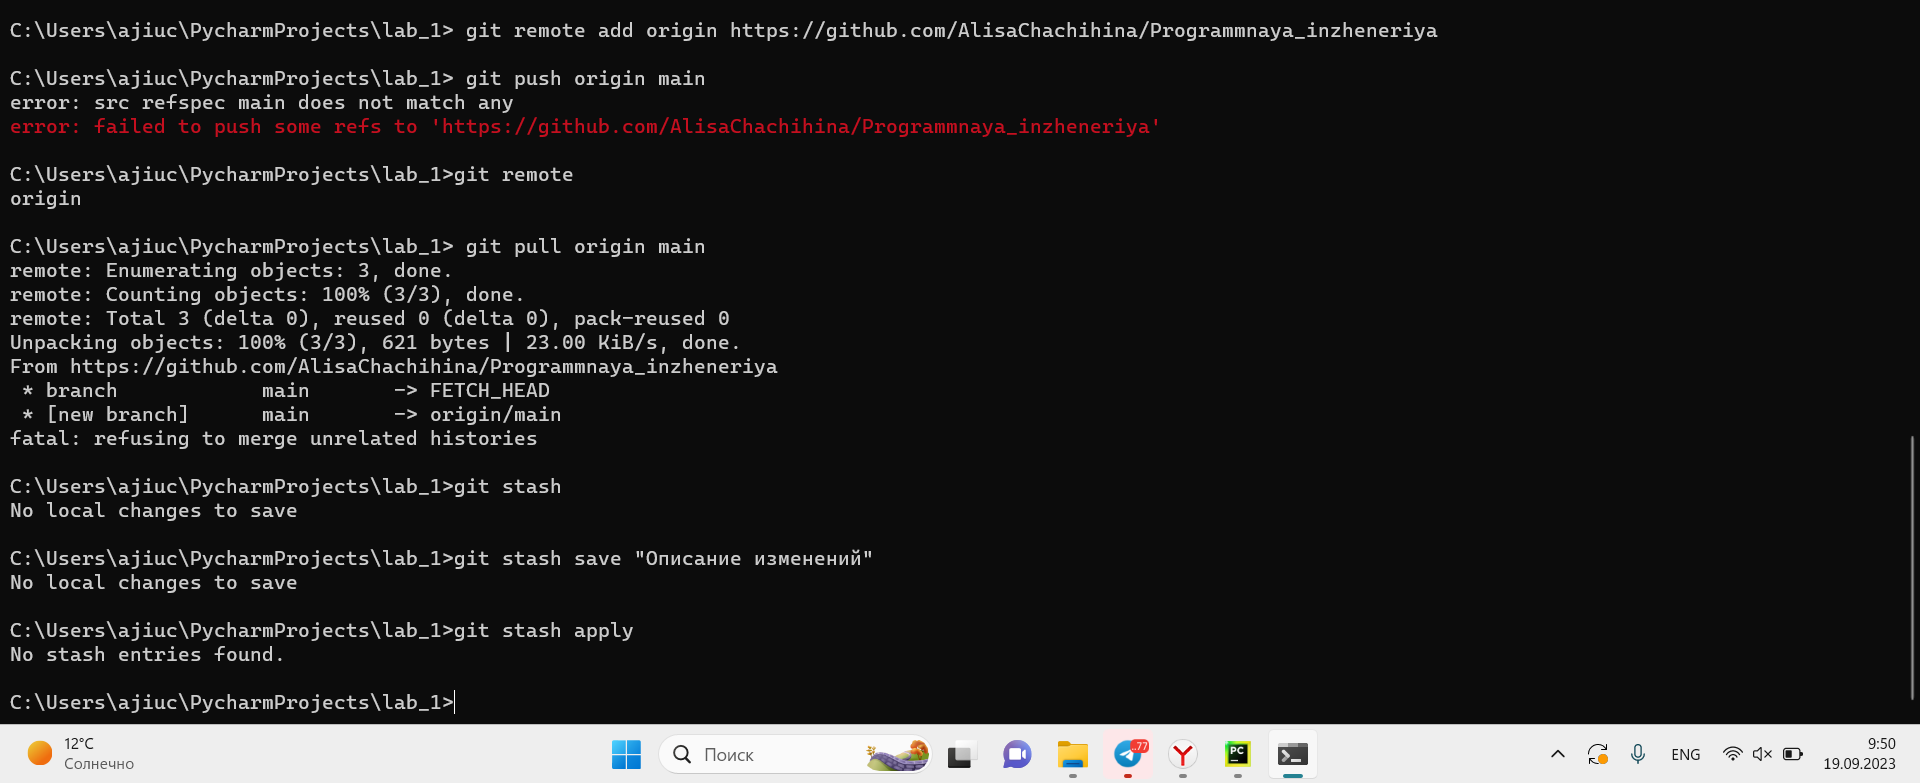 C:\Users\ajiuc\PycharmProjects\lab_1> git remote add origin https://github.com/AlisaChachihina/Programmnaya_inzheneriya
C:\Users\ajiuc\PycharmProjects\lab_1> git push origin main
error: src refspec main does not match any
error: failed to push some refs to 'https://github.com/AlisaChachihina/Programmnaya_inzheneriya'
C:\Users\ajiuc\PycharmProjects\lab_1>git remote
origin
C:\Users\ajiuc\PycharmProjects\lab_1> git pull origin main
remote: Enumerating objects: 3, done.
remote: Counting objects: 100% (3/3), done.
remote: Total 3 (delta 0), reused 0 (delta 0), pack-reused 0
Unpacking objects: 100% (3/3), 621 bytes | 23.00 KiB/s, done.
From https://github.com/AlisaChachihina/Programmnaya_inzheneriya
 * branch            main       -> FETCH_HEAD
 * [new branch]      main       -> origin/main
fatal: refusing to merge unrelated histories
C:\Users\ajiuc\PycharmProjects\lab_1>git stash
No local changes to save
C:\Users\ajiuc\PycharmProjects\lab_1>git stash save "Описание изменений"
No local changes to save
C:\Users\ajiuc\PycharmProjects\lab_1>git stash apply
No stash entries found.
C:\Users\ajiuc\PycharmProjects\lab_1>
12°C
Солнечно
Поиск
..77
PC
ENG
9:50
19.09.2023